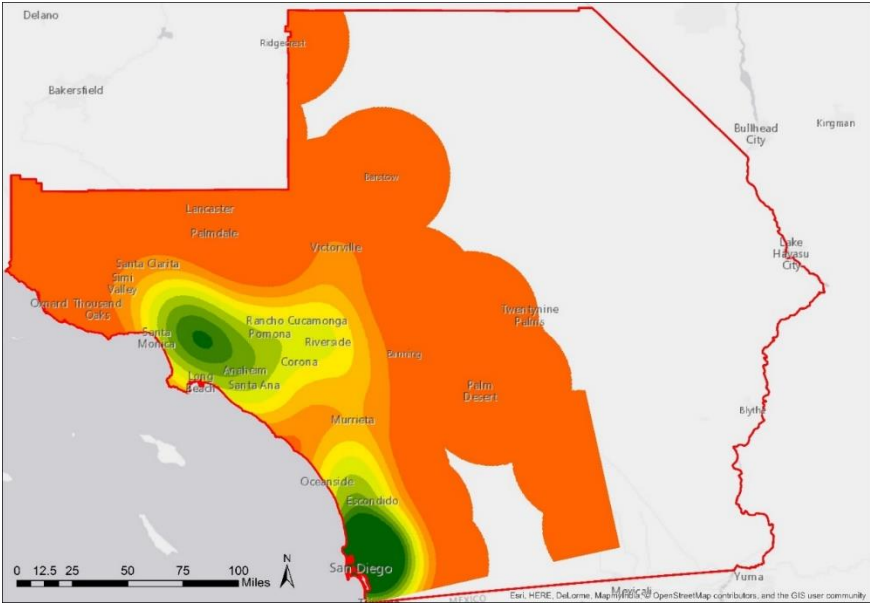 Delano
Ridgecrest
Bakersfield
Bullhead
City
Kingman
Barstow
Lancaster
Palmdale
Victorville
Lake
Havasu
City
Santa Clarita
Simi
Valley
Oxnard Thousand
Oaks
Twentynine
Palms
Rancho Cucamonga
Pomona
Santa
Monica
Riverside
Banning
Corona
Anaheim
Long
Beach
Santa Ana
Palm
Desert
Blythe
Murrieta
Oceanside
Escondido
0 12.5 25 50 75 100
Miles
N
San Diego
Yuma
Mexicali
MEXICO
Esri, HERE, DeLorme, MapmyIndia, © OpenStreetMap contributors, and the GIS user community